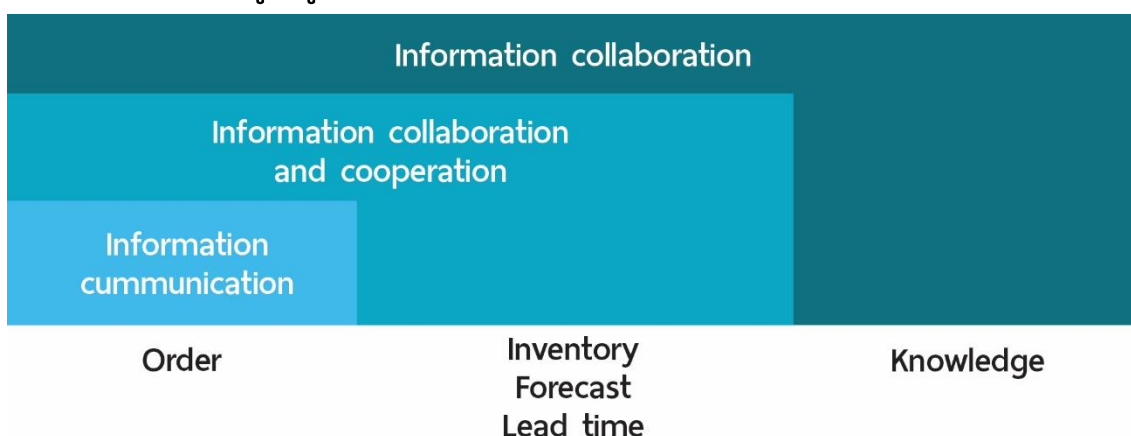 Information collaboration
Information collaboration
and cooperation
Information
cummunication
Order
Inventory
Forecast
Lead time
Knowledge